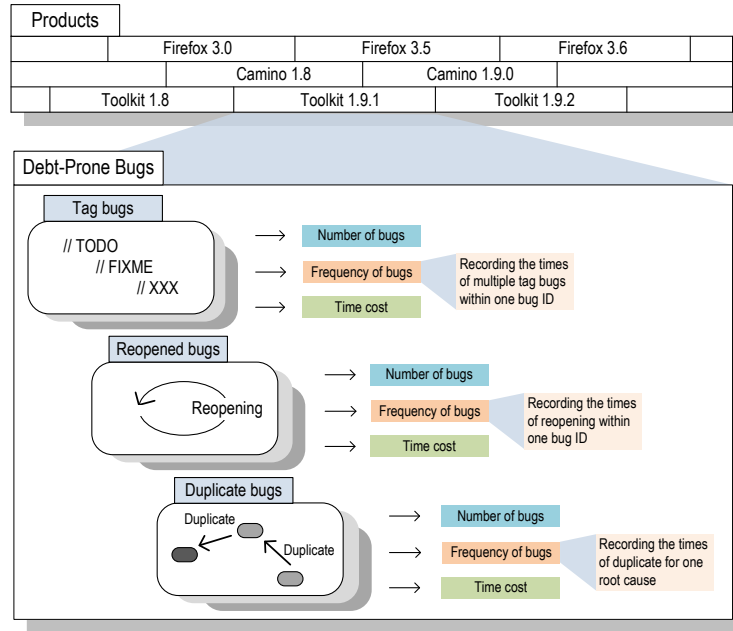 Products
Firefox 3.0 Firefox 3.5 Firefox 3.6
Camino 1.8 Camino 1.9.0
Toolkit 1.8 Toolkit 1.9.1 Toolkit 1.9.2
Debt-Prone Bugs
Tag bugs
// TODO
// FIXME
// XXX
Number of bugs
Frequency of bugs
Time cost
Recording the times
of multiple tag bugs
within one bug ID
Reopened bugs
Reopening
Number of bugs
Frequency of bugs
Time cost
Recording the times
of reopening within
one bug ID
Duplicate bugs
Duplicate
Duplicate
Number of bugs
Frequency of bugs
Time cost
Recording the times
of duplicate for one
root cause